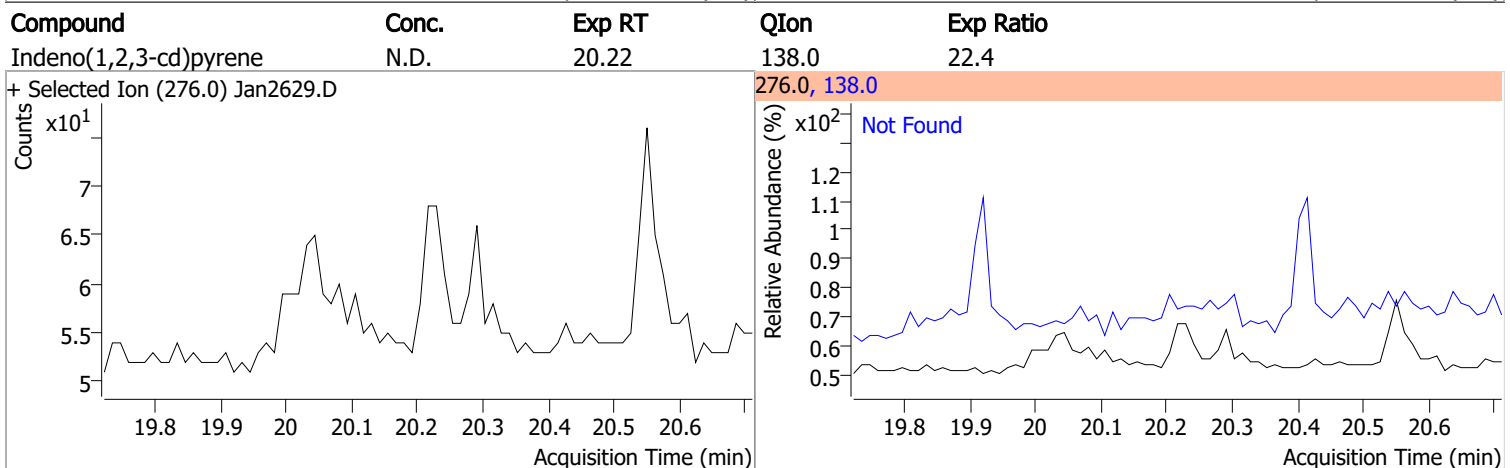 Compound Conc. Exp RT QIon Exp Ratio
Indeno(1,2,3-cd)pyrene N.D. 20.22 138.0 22.4
+ Selected Ion (276.0) Jan2629.D
Counts
x10^1
7
6.5
6
5.5
5
19.8 19.9 20 20.1 20.2 20.3 20.4 20.5 20.6
Acquisition Time (min)
276.0, 138.0
Relative Abundance (%)
x10^2
Not Found
1.2
1.1
1
0.9
0.8
0.7
0.6
0.5
19.8 19.9 20 20.1 20.2 20.3 20.4 20.5 20.6
Acquisition Time (min)